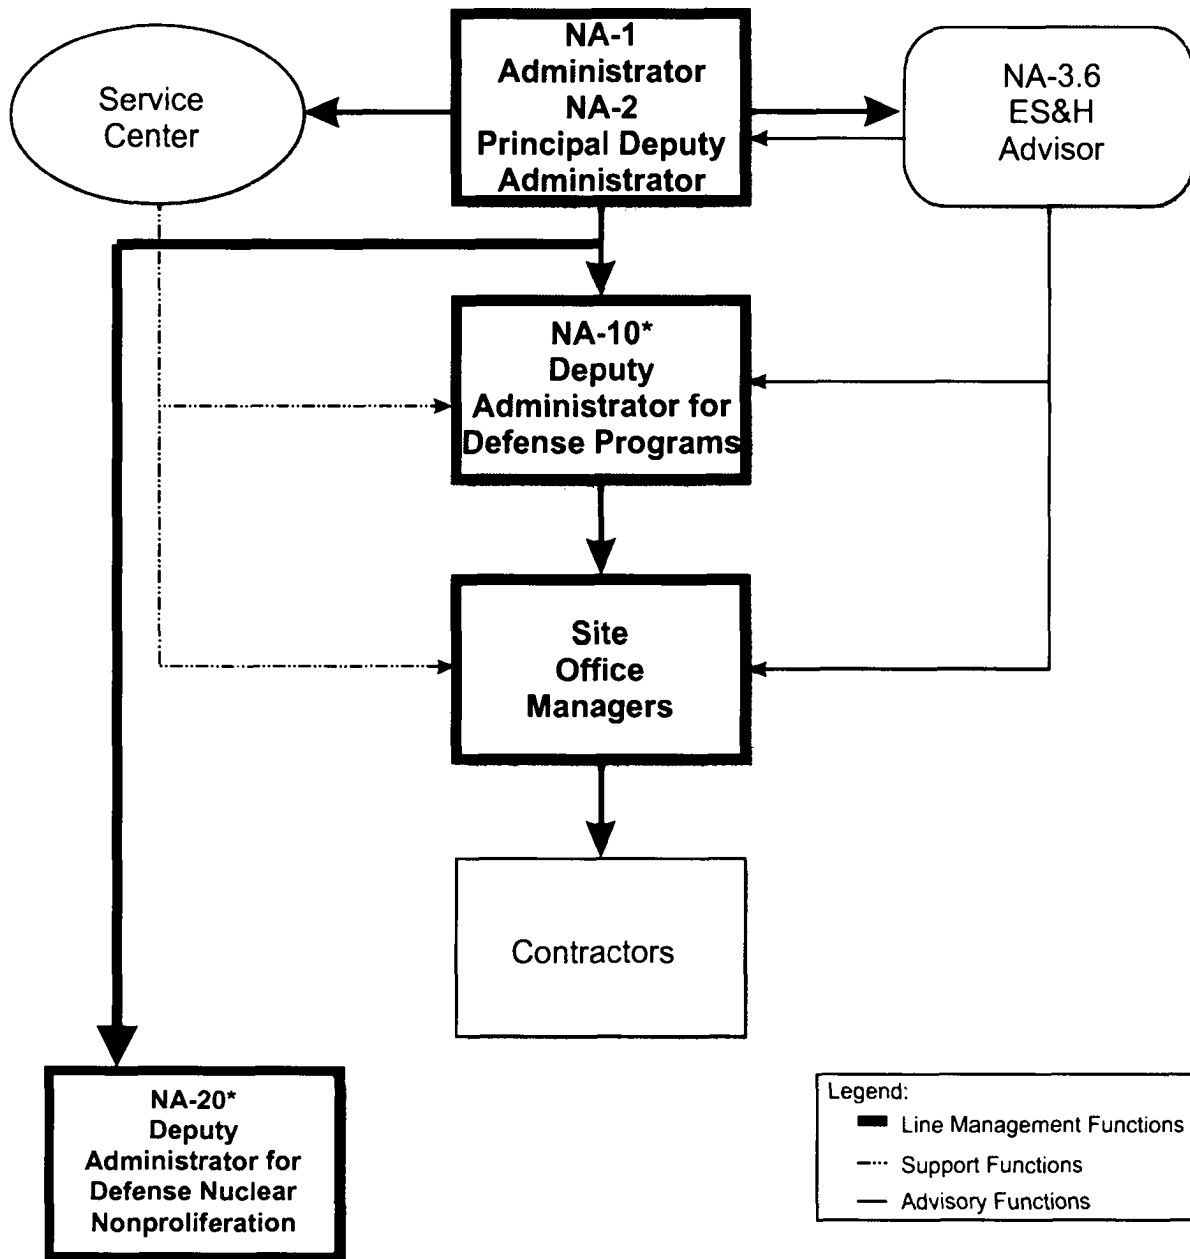 Service
Center
NA-1
Administrator
NA-2
Principal Deputy
Administrator
NA-3.6
ES&H
Advisor
NA-10*
Deputy
Administrator for
Defense Programs
Site
Office
Managers
Contractors
NA-20*
Deputy
Administrator for
Defense Nuclear
Nonproliferation
Legend:
Line Management Functions
Support Functions
Advisory Functions